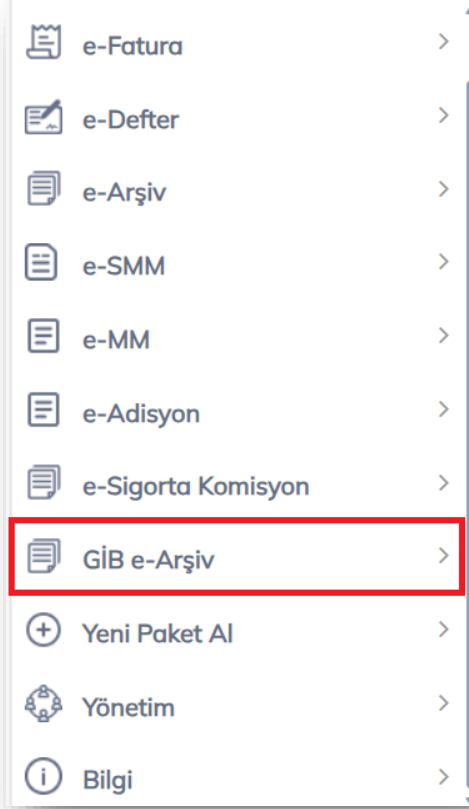 e-Fatura
e-Defter
e-Arşiv
e-SMM
e-MM
e-Adisyon
e-Sigorta Komisyon
GİB e-Arşiv
Yeni Paket Al
Yönetim
Bilgi